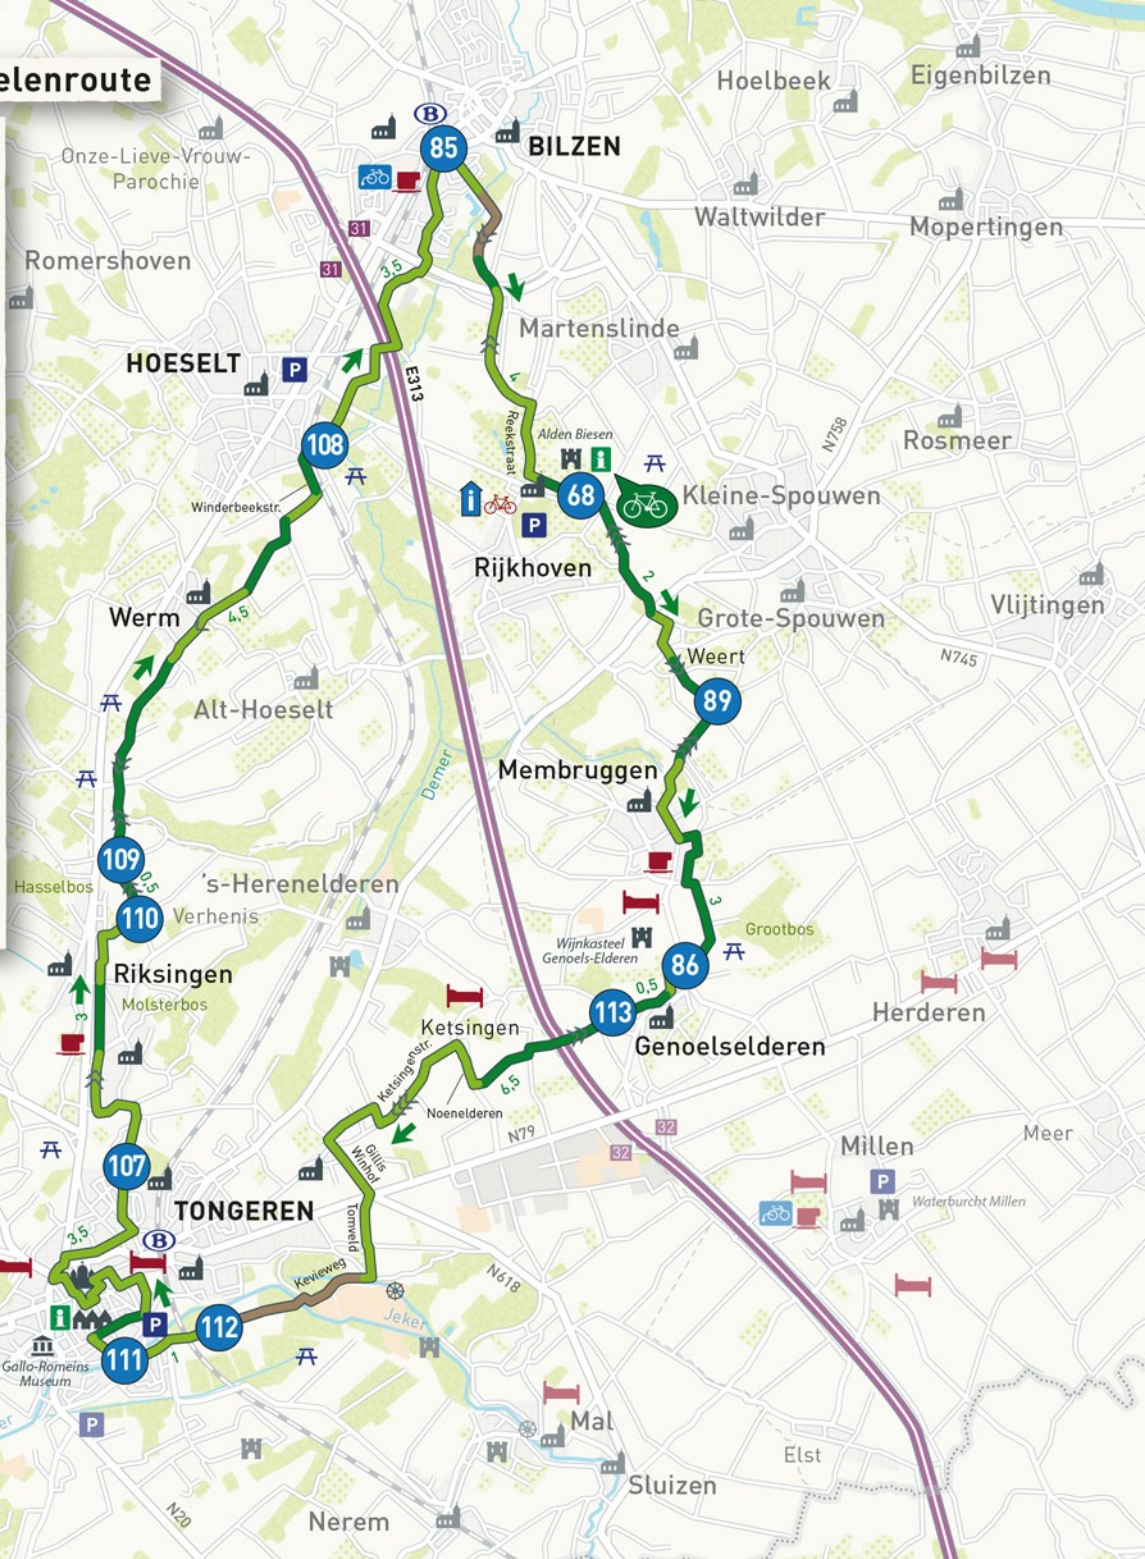 elenroute
Hoelbeek
Eigenbilzen
B
85
BILZEN
Onze-Lieve-Vrouw-
Parochie
Waltwilder
Mopertingen
31
Romershoven
31
3,5
Martenslinde
HOESELT
P
E313
4
Reekstraat
Alden Biesen
i
N758
Rosmeer
108
Winderbeekstr.
i
68
Kleine-Spouwen
P
Rijkhoven
2
Werm
4,5
Grote-Spouwen
Vlijtingen
Weert
N745
89
Alt-Hoeselt
Demer
Membruggen
109
0,5
Hasselbos
's-Herenelderen
3
110
Verhenis
Grootbos
Wijnkasteel
Genoels-Elderen
86
Riksingen
Molsterbos
0,5
3
113
Herderen
Ketsingen
Genoelselderen
Ketsingenstr.
6,5
Noenelderen
N79
32
32
Meer
Millen
107
Gillis
Winhof
P
TONGEREN
Waterburcht Millen
Tomveld
3,5
B
Kevieweg
N618
i
P
112
Jeker
111
1
Gallo-Romeins
Museum
P
er
Mal
Elst
Sluizen
N20
Nerem